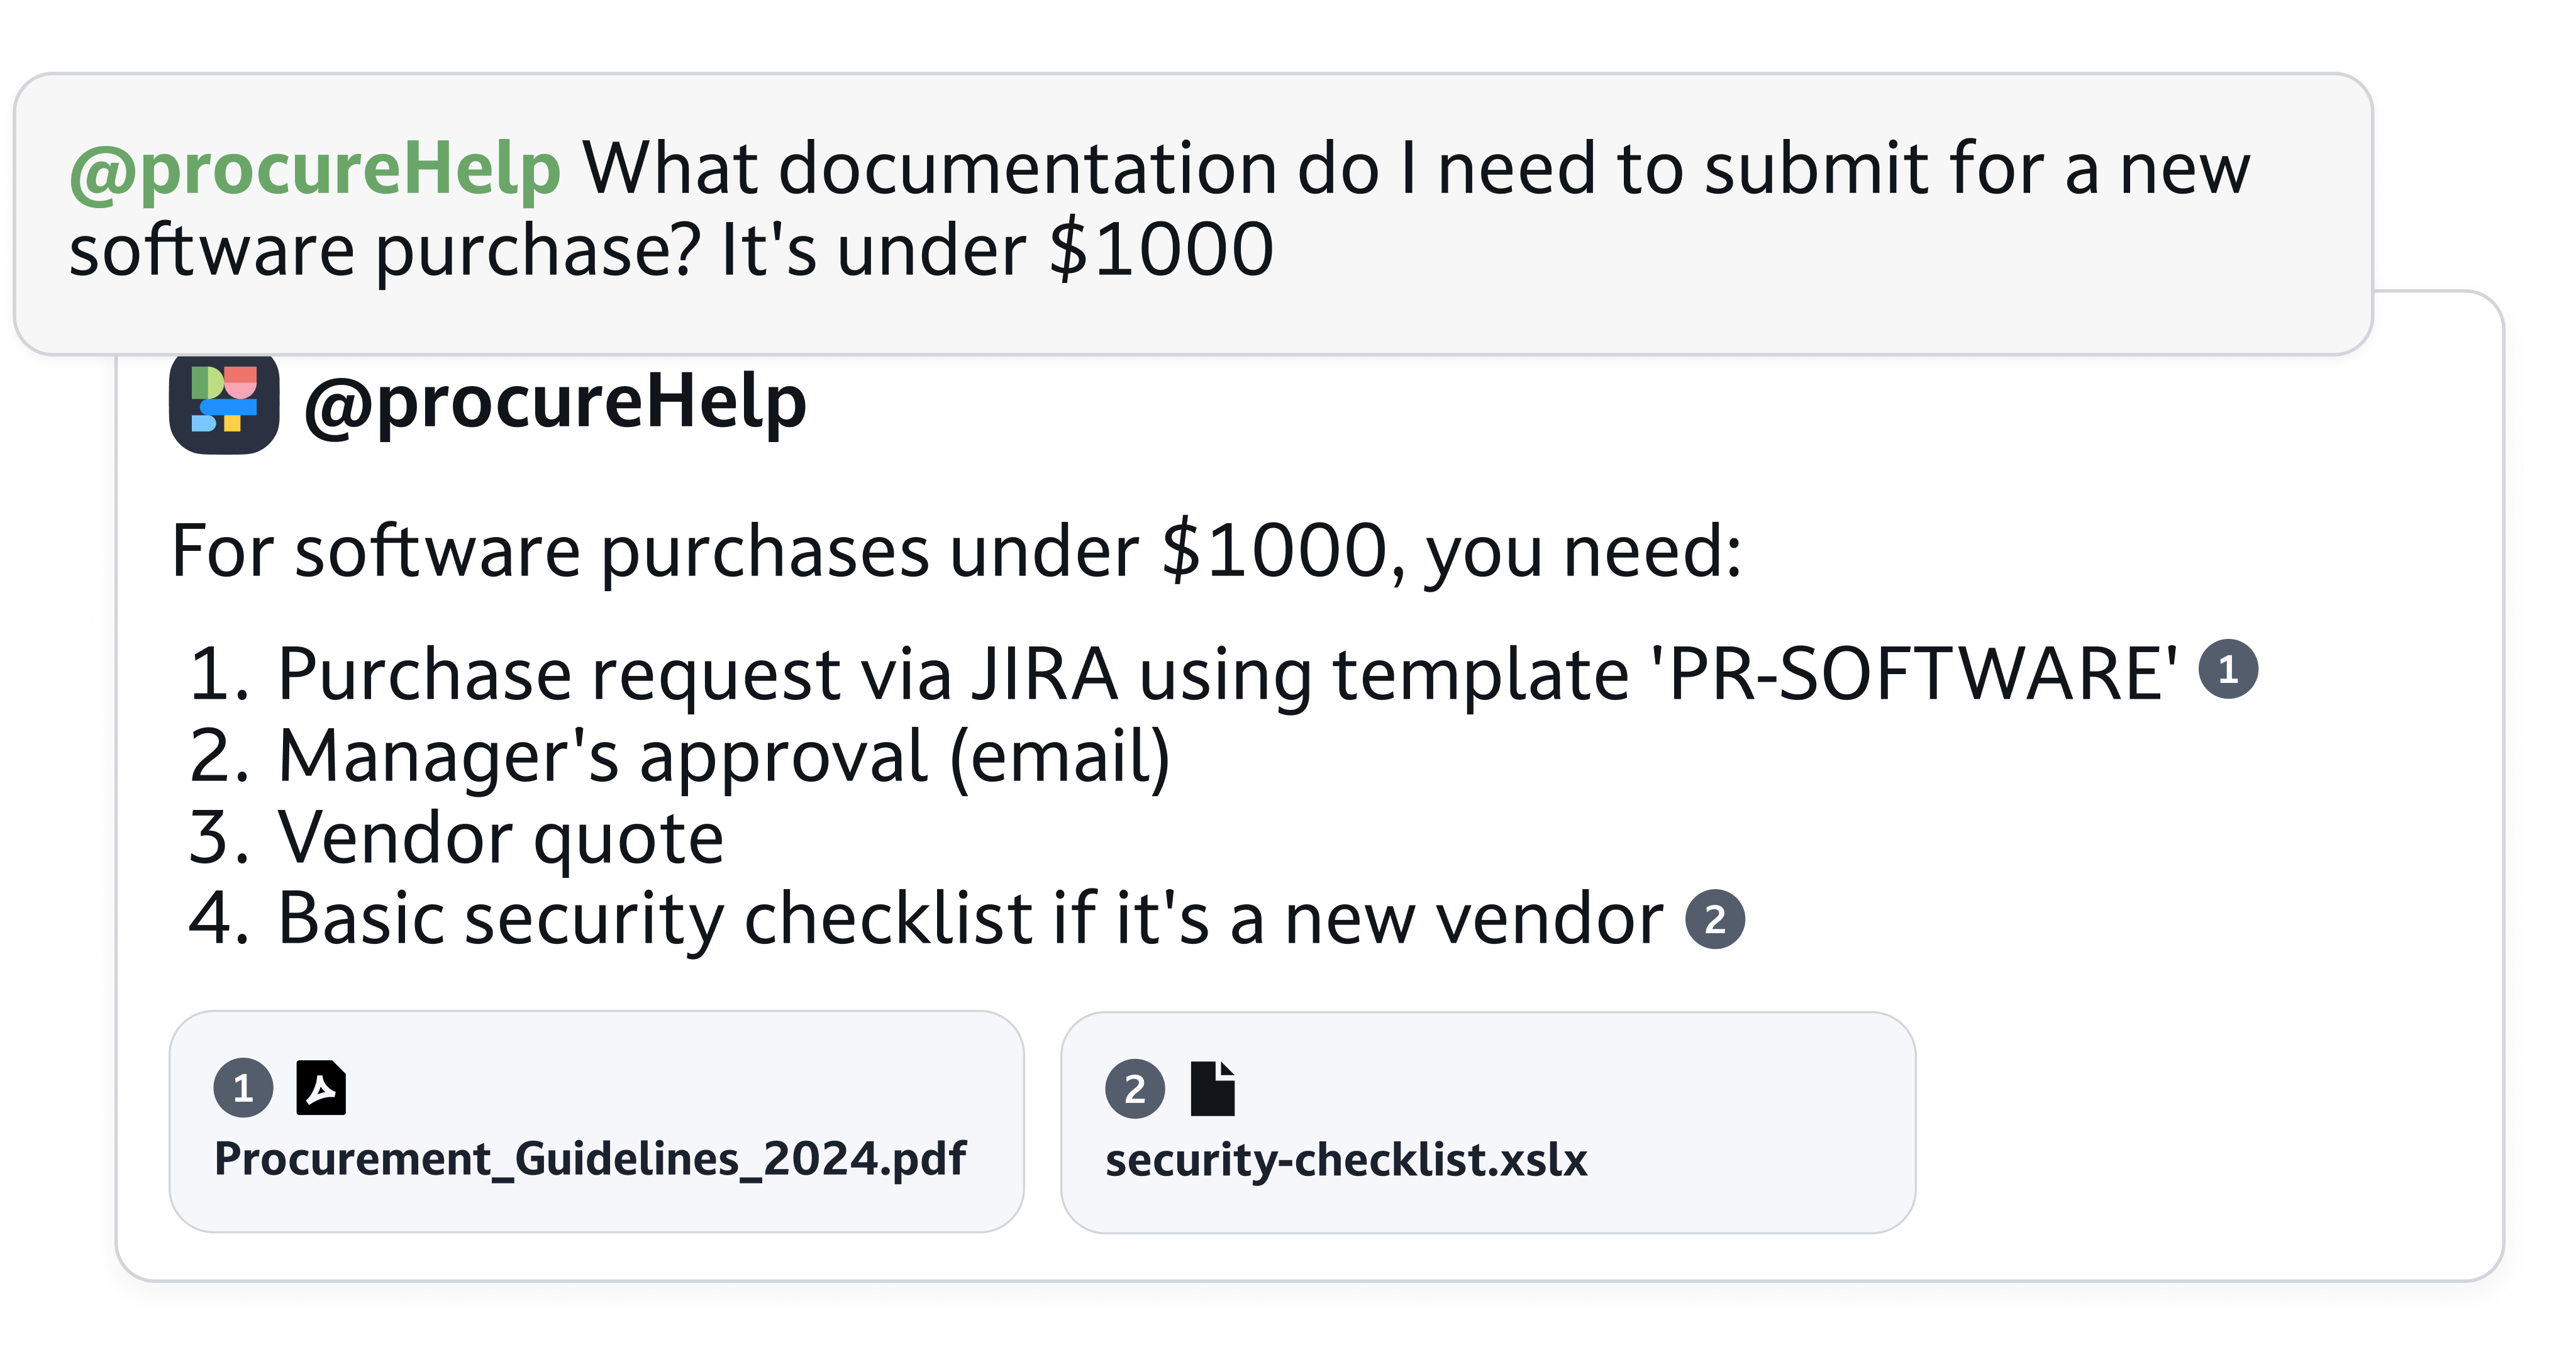 @procureHelp What documentation do I need to submit for a new
software purchase? It's under $1000
@procureHelp
For software purchases under $1000, you need:
1. Purchase request via JIRA using template 'PR-SOFTWARE' 1
2. Manager's approval (email)
3. Vendor quote
4. Basic security checklist if it's a new vendor 2
1
Procurement_Guidelines_2024.pdf
2
security-checklist.xslx